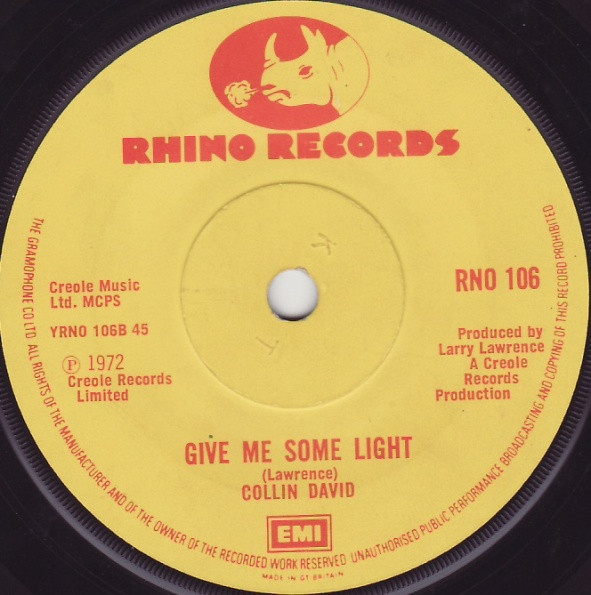 RHINO RECORDS
Creole Music
Ltd. MCPS
YRNO 106B 45
Ⓟ 1972
Creole Records
Limited
RNO 106
Produced by
Larry Lawrence
A Creole
Records
Production
GIVE ME SOME LIGHT
(Lawrence)
COLLIN DAVID
EMI
THE GRAMOPHONE CO LTD. ALL RIGHTS OF THE MANUFACTURER AND OF THE OWNER OF THE RECORDED WORK RESERVED UNAUTHORISED PUBLIC PERFORMANCE BROADCASTING AND COPYING OF THIS RECORD PROHIBITED
MADE IN GT. BRITAIN